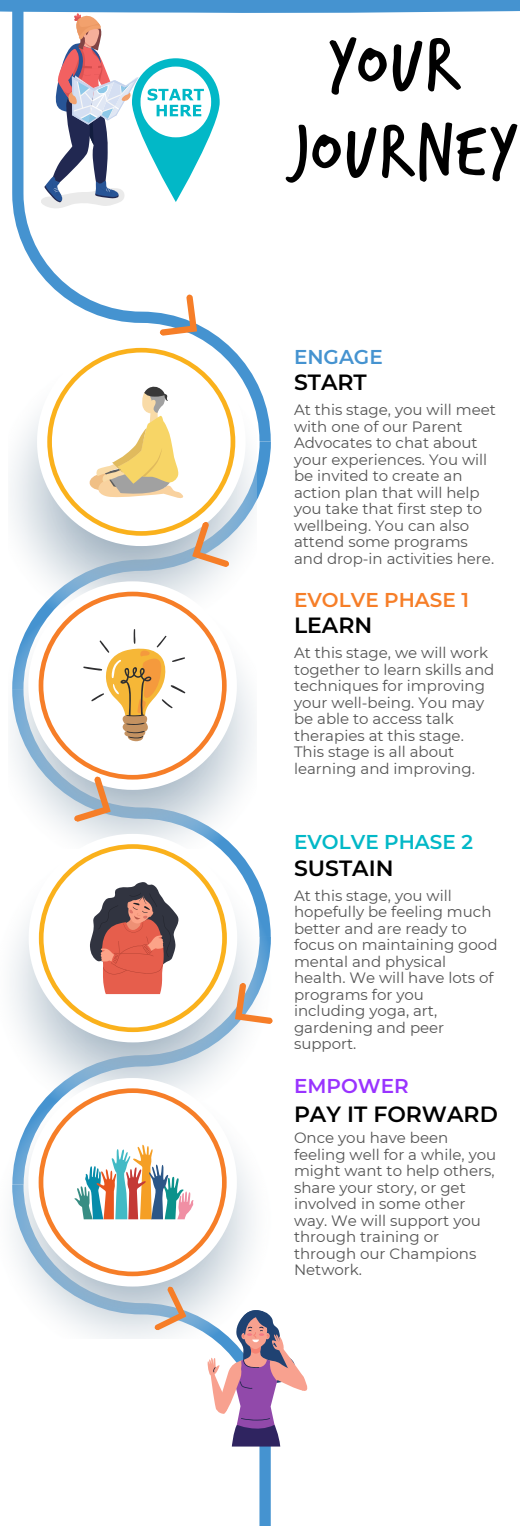 YOUR
JOURNEY
START
HERE
ENGAGE
START
At this stage, you will meet
with one of our Parent
Advocates to chat about
your experiences. You will
be invited to create an
action plan that will help
you take that first step to
wellbeing. You can also
attend some programs
and drop-in activities here.
EVOLVE PHASE 1
LEARN
At this stage, we will work
together to learn skills and
techniques for improving
your well-being. You may
be able to access talk
therapies at this stage.
This stage is all about
learning and improving.
EVOLVE PHASE 2
SUSTAIN
At this stage, you will
hopefully be feeling much
better and are ready to
focus on maintaining good
mental and physical
health. We will have lots of
programs for you
including yoga, art,
gardening and peer
support.
EMPOWER
PAY IT FORWARD
Once you have been
feeling well for a while, you
might want to help others,
share your story, or get
involved in some other
way. We will support you
through training or
through our Champions
Network.